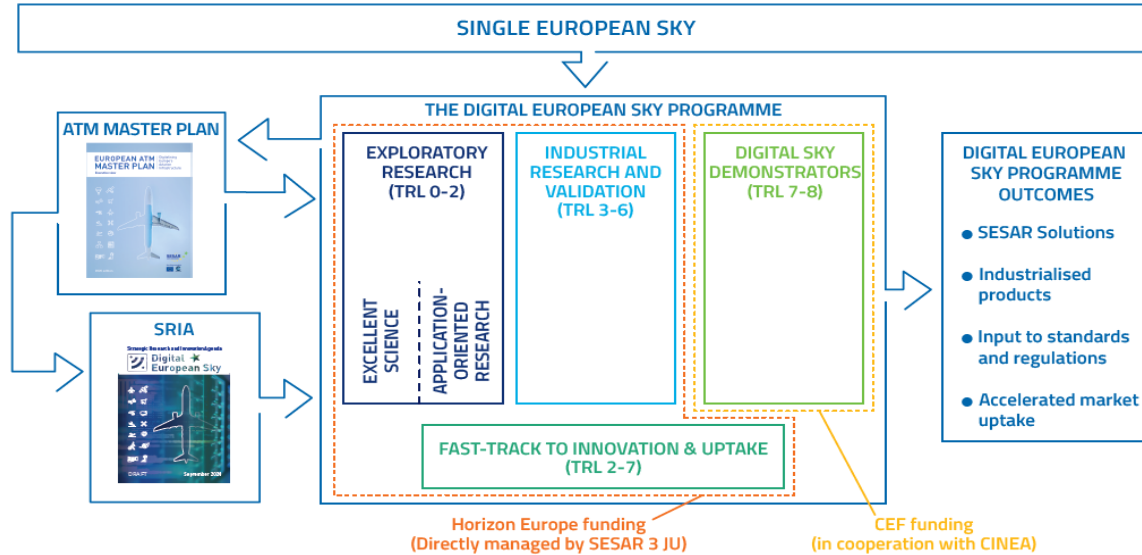 SINGLE EUROPEAN SKY
THE DIGITAL EUROPEAN SKY PROGRAMME
ATM MASTER PLAN
EUROPEAN ATM
MASTER PLAN
SESAR
SRIA
Strategic Research and Innovation Agenda
Digital
European Sky
DRAFT
September 2020
EXPLORATORY
RESEARCH
(TRL 0-2)
EXCELLENT
SCIENCE
APPLICATION-
ORIENTED
RESEARCH
INDUSTRIAL
RESEARCH AND
VALIDATION
(TRL 3-6)
DIGITAL SKY
DEMONSTRATORS
(TRL 7-8)
FAST-TRACK TO INNOVATION & UPTAKE
(TRL 2-7)
Horizon Europe funding
(Directly managed by SESAR 3 JU)
CEF funding
(in cooperation with CINEA)
DIGITAL EUROPEAN
SKY PROGRAMME
OUTCOMES
● SESAR Solutions
● Industrialised
products
● Input to standards
and regulations
● Accelerated market
uptake